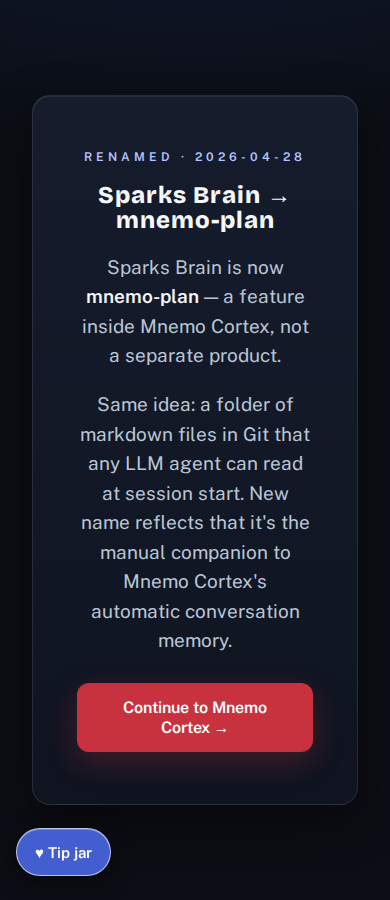 RENAMED · 2026-04-28
Sparks Brain →
mnemo-plan
Sparks Brain is now
mnemo-plan — a feature
inside Mnemo Cortex, not
a separate product.
Same idea: a folder of
markdown files in Git that
any LLM agent can read
at session start. New
name reflects that it's the
manual companion to
Mnemo Cortex's
automatic conversation
memory.
Continue to Mnemo
Cortex →
♥ Tip jar